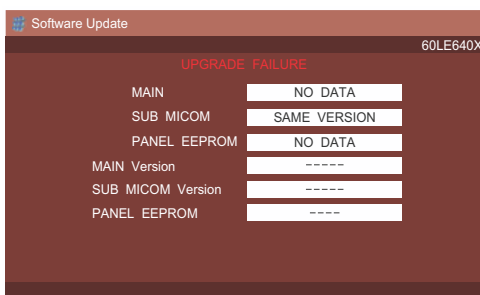 Software Update
60LE640X
UPGRADE FAILURE
MAIN NO DATA
SUB MICOM SAME VERSION
PANEL EEPROM NO DATA
MAIN Version -----
SUB MICOM Version -----
PANEL EEPROM ----